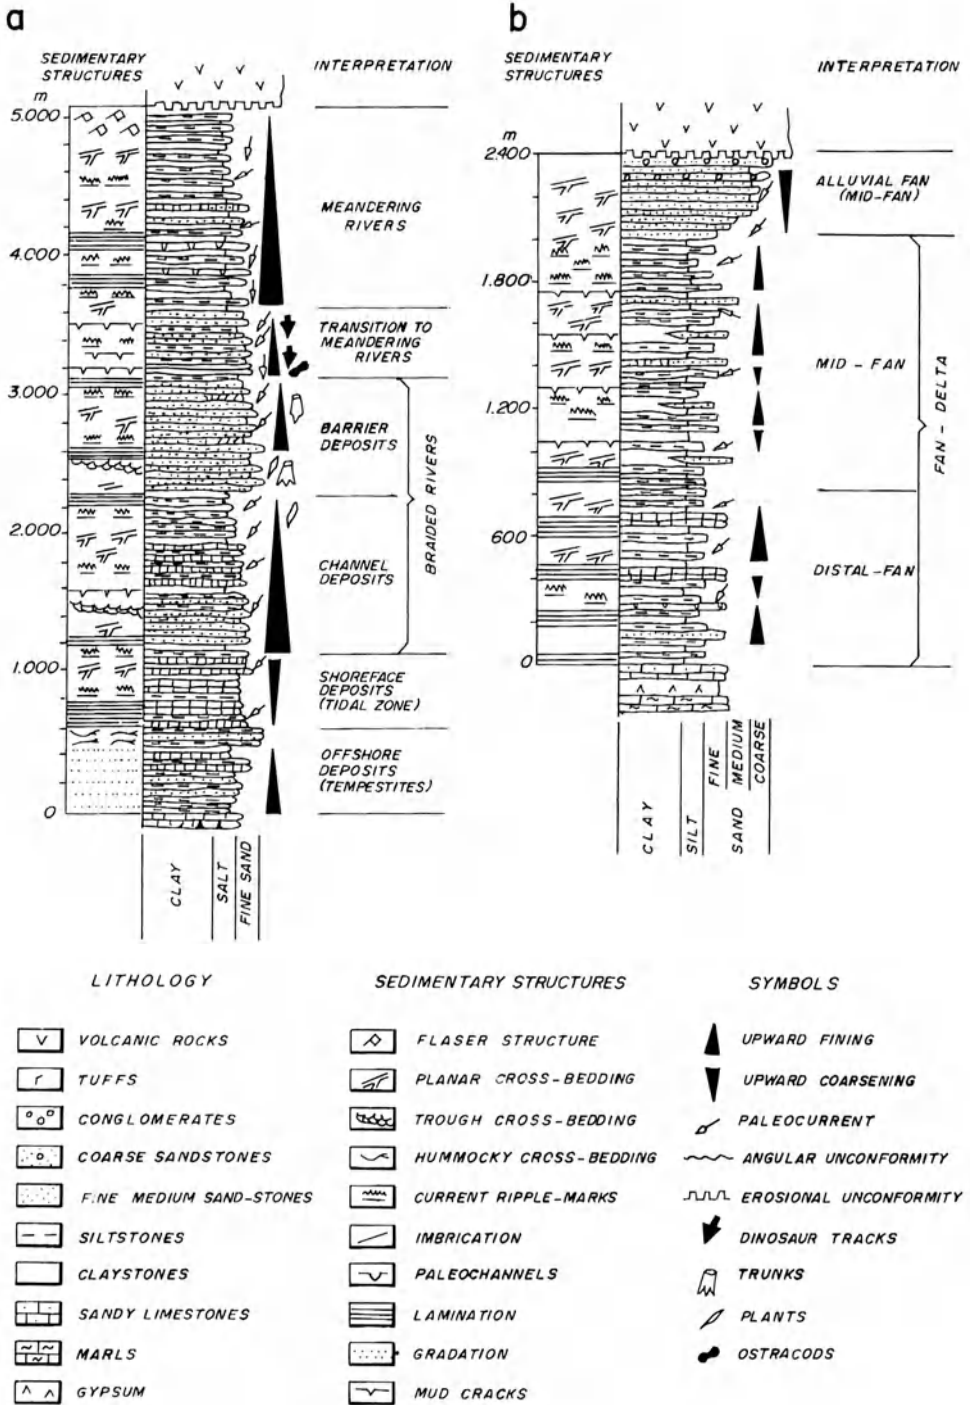 a
SEDIMENTARY
STRUCTURES
INTERPRETATION
m
5.000
4.000
3.000
2.000
1.000
0
MEANDERING
RIVERS
TRANSITION TO
MEANDERING
RIVERS
BARRIER
DEPOSITS
CHANNEL
DEPOSITS
BRAIDED RIVERS
SHOREFACE
DEPOSITS
(TIDAL ZONE)
OFFSHORE
DEPOSITS
(TEMPESTITES)
CLAY
SALT
FINE SAND
b
SEDIMENTARY
STRUCTURES
INTERPRETATION
m
2.400
1.800
1.200
600
0
ALLUVIAL FAN
(MID-FAN)
MID - FAN
DISTAL-FAN
FAN - DELTA
CLAY
SILT
FINE
MEDIUM
COARSE
SAND
LITHOLOGY
VOLCANIC ROCKS
TUFFS
CONGLOMERATES
COARSE SANDSTONES
FINE MEDIUM SAND-STONES
SILTSTONES
CLAYSTONES
SANDY LIMESTONES
MARLS
GYPSUM
SEDIMENTARY STRUCTURES
FLASER STRUCTURE
PLANAR CROSS-BEDDING
TROUGH CROSS-BEDDING
HUMMOCKY CROSS-BEDDING
CURRENT RIPPLE-MARKS
IMBRICATION
PALEOCHANNELS
LAMINATION
GRADATION
MUD CRACKS
SYMBOLS
UPWARD FINING
UPWARD COARSENING
PALEOCURRENT
ANGULAR UNCONFORMITY
EROSIONAL UNCONFORMITY
DINOSAUR TRACKS
TRUNKS
PLANTS
OSTRACODS